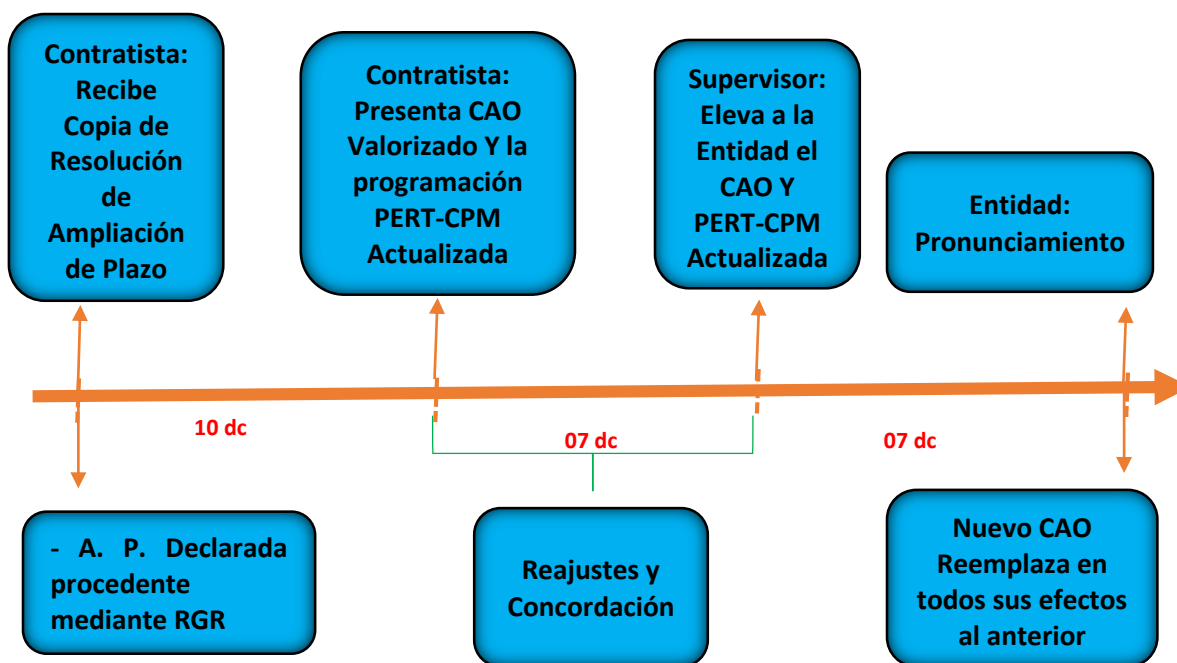 Contratista:
Recibe
Copia de
Resolución
de
Ampliación
de Plazo
Contratista:
Presenta CAO
Valorizado Y la
programación
PERT-CPM
Actualizada
Supervisor:
Eleva a la
Entidad el
CAO Y
PERT-CPM
Actualizada
Entidad:
Pronunciamiento
10 dc
07 dc
07 dc
- A. P. Declarada
procedente
mediante RGR
Reajustes y
Concordación
Nuevo CAO
Reemplaza en
todos sus efectos
al anterior